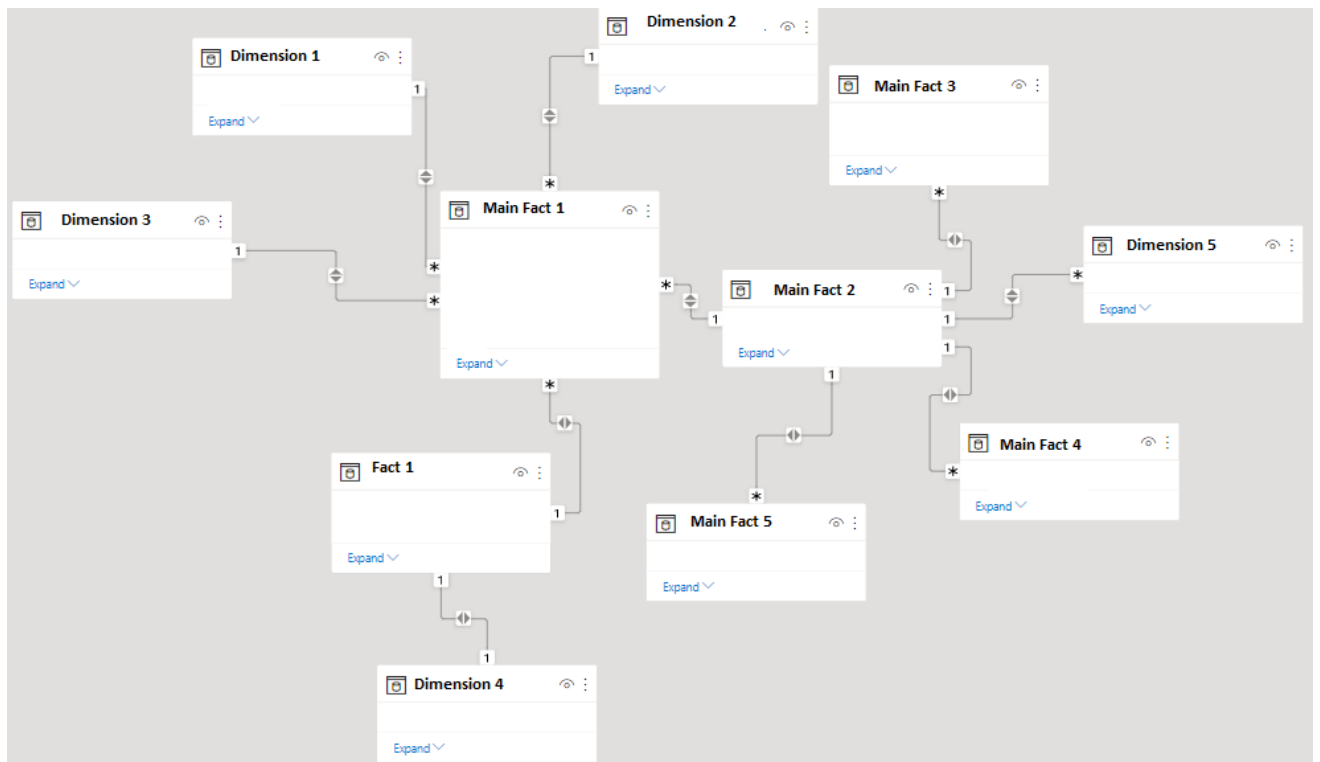 Dimension 2
1
Expand
Dimension 1
1
Expand
Main Fact 3
Expand
*
*
Main Fact 1
Expand
*
*
*
*
Dimension 3
1
Expand
Dimension 5
*
Expand
Main Fact 2
1
1
1
1
1
Expand
Main Fact 4
*
Expand
Fact 1
1
Expand
1
Main Fact 5
*
Expand
1
Dimension 4
Expand